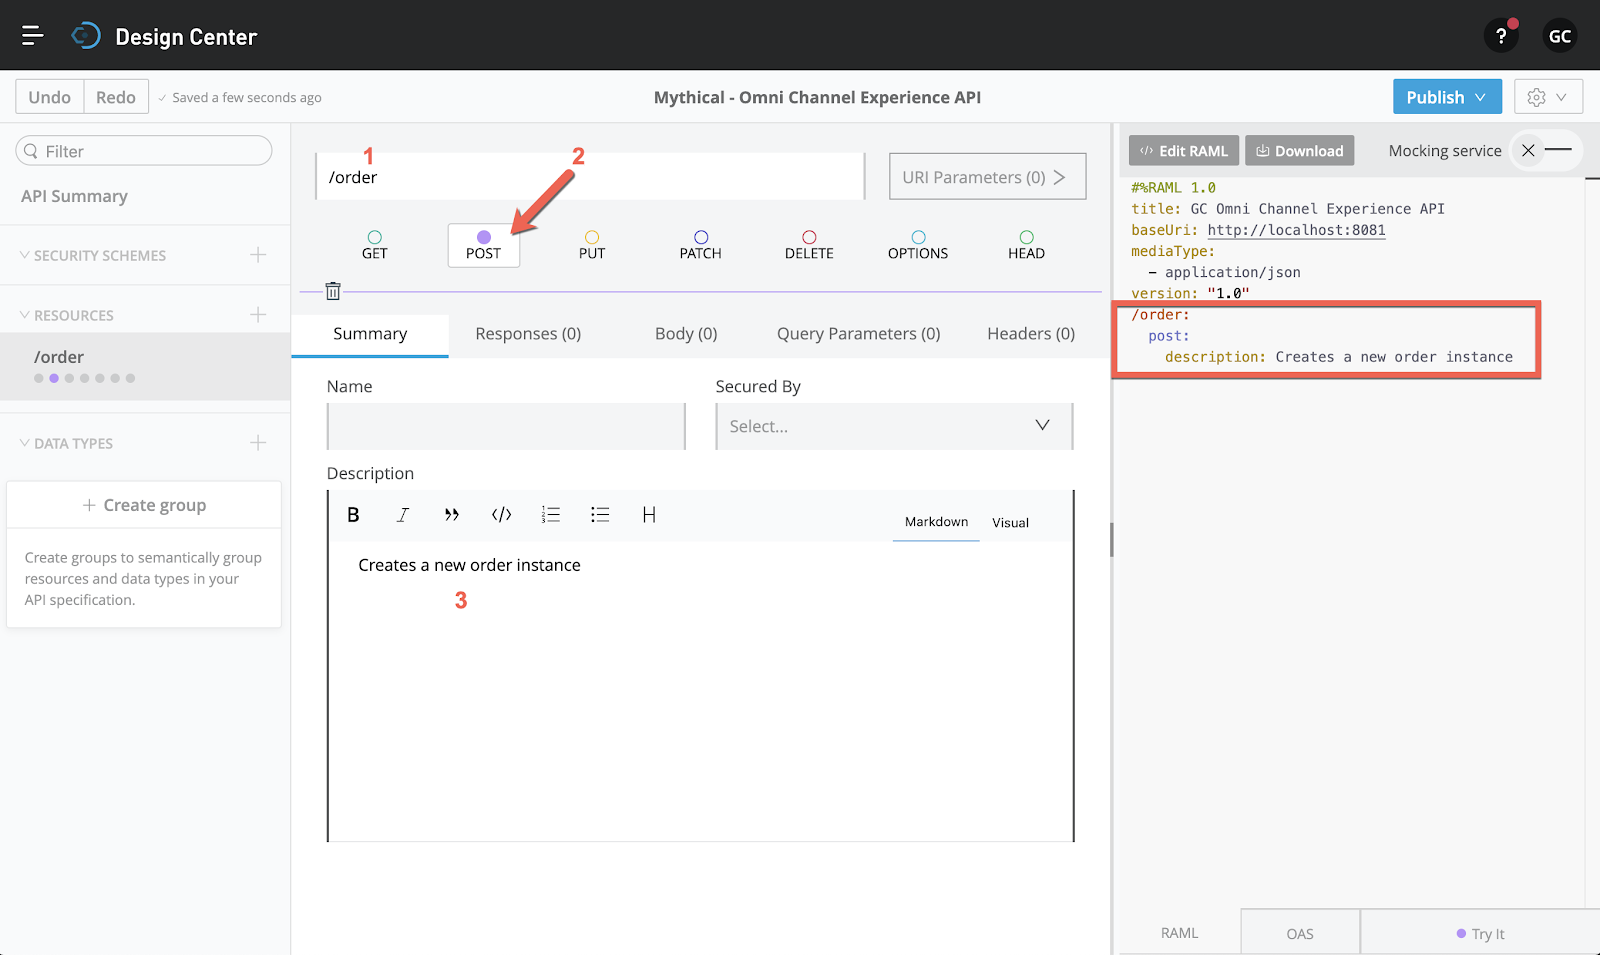 Design Center
?
GC
Undo
Redo
Saved a few seconds ago
Mythical - Omni Channel Experience API
Publish
Filter
API Summary
SECURITY SCHEMES
RESOURCES
/order
DATA TYPES
+ Create group
Create groups to semantically group
resources and data types in your
API specification.
1
2
/order
URI Parameters (0)
GET
POST
PUT
PATCH
DELETE
OPTIONS
HEAD
Summary
Responses (0)
Body (0)
Query Parameters (0)
Headers (0)
Name
Secured By
Select...
Description
B
I
H
Markdown
Visual
Creates a new order instance
3
</> Edit RAML
Download
Mocking service
#%RAML 1.0
title: GC Omni Channel Experience API
baseUri: http://localhost:8081
mediaType:
- application/json
version: "1.0"
/order:
post:
description: Creates a new order instance
RAML
OAS
Try It